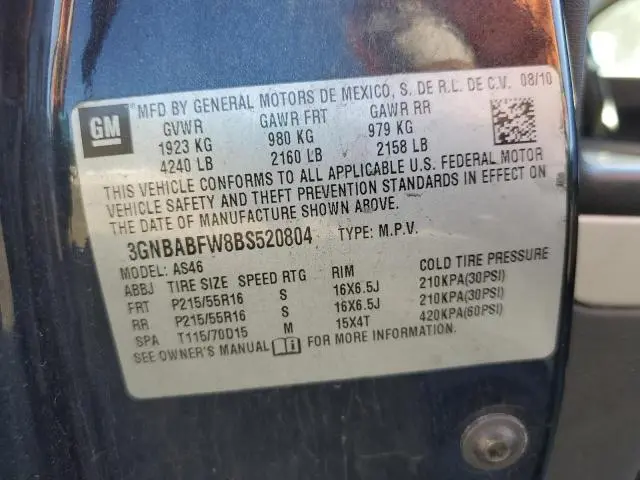 GM
MFD BY GENERAL MOTORS DE MEXICO, S. DE R.L. DE C.V. 08/10
GVWR GAWR FRT GAWR RR
1923 KG 980 KG 979 KG
4240 LB 2160 LB 2158 LB
THIS VEHICLE CONFORMS TO ALL APPLICABLE U.S. FEDERAL MOTOR
VEHICLE SAFETY AND THEFT PREVENTION STANDARDS IN EFFECT ON
THE DATE OF MANUFACTURE SHOWN ABOVE.
3GNBABFW8BS520804 TYPE: M.P.V.
MODEL: AS46
ABBJ TIRE SIZE SPEED RTG RIM COLD TIRE PRESSURE
FRT P215/55R16 S 16X6.5J 210KPA(30PSI)
RR P215/55R16 S 16X6.5J 210KPA(30PSI)
SPA T115/70D15 M 15X4T 420KPA(60PSI)
SEE OWNER'S MANUAL FOR MORE INFORMATION.